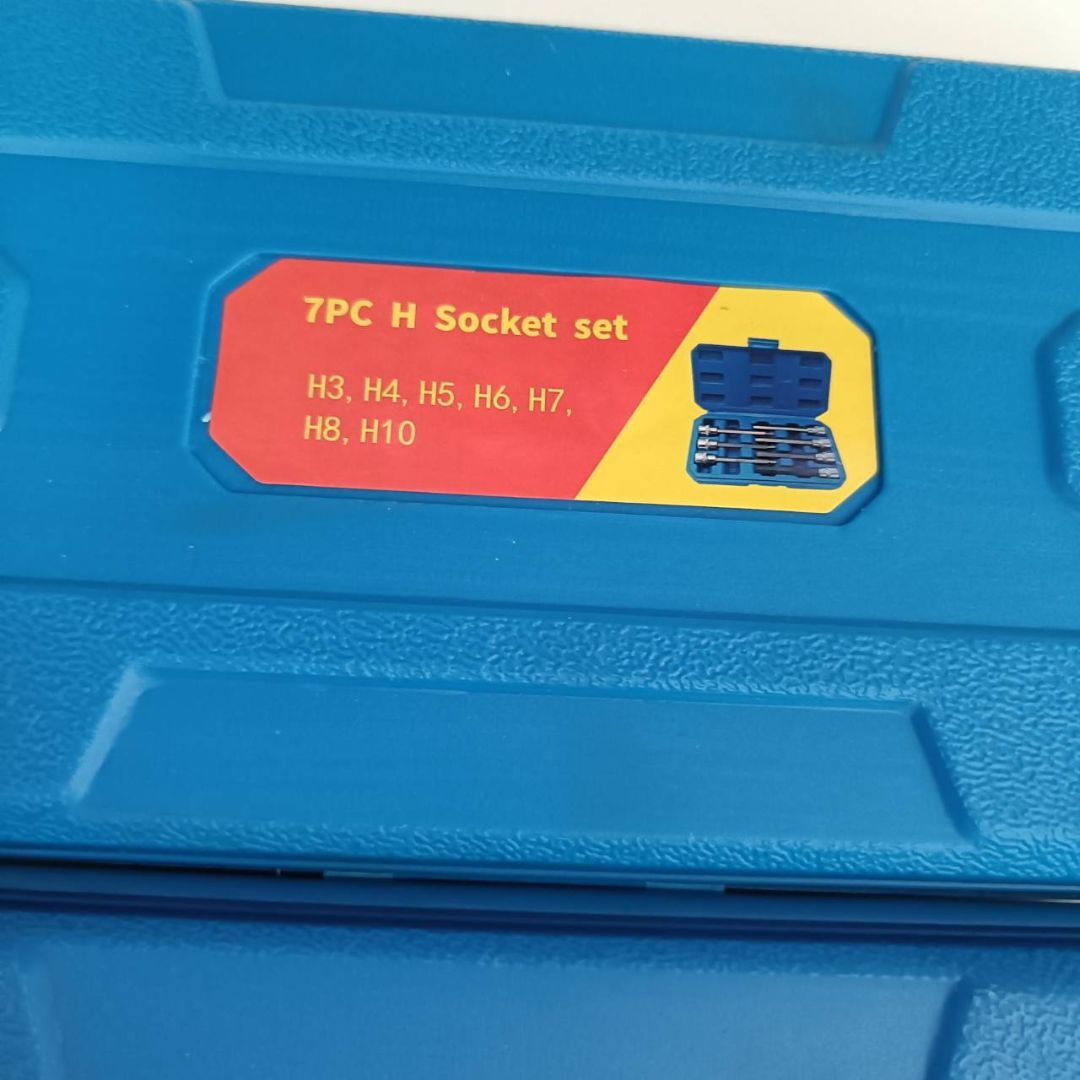 7PC H Socket set
H3, H4, H5, H6, H7,
H8, H10